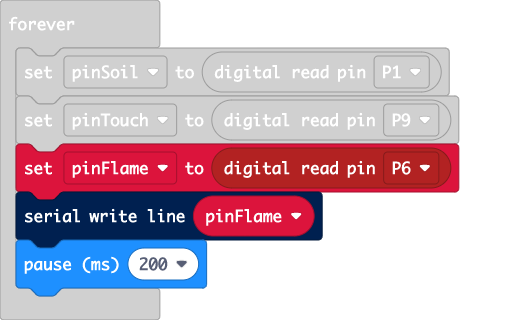 forever
set pinSoil to digital read pin P1
set pinTouch to digital read pin P9
set pinFlame to digital read pin P6
serial write line pinFlame
pause (ms) 200